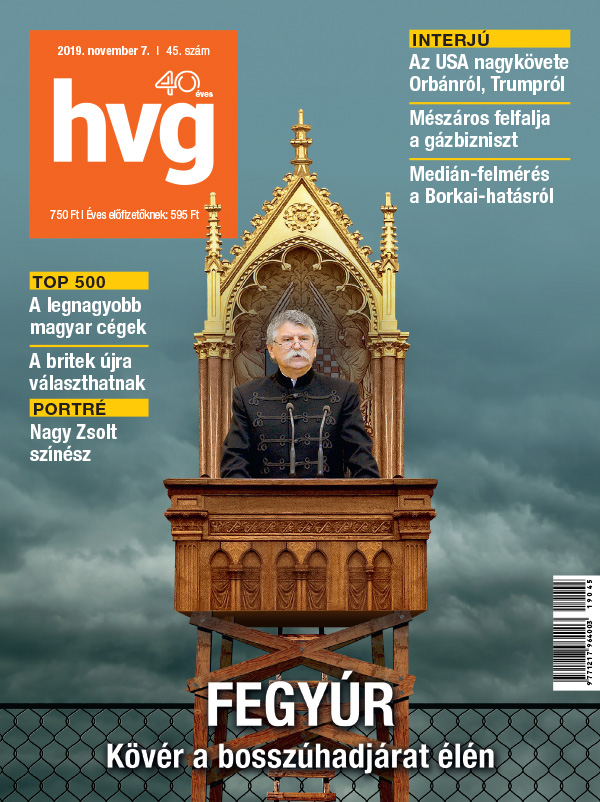 2019. november 7. | 45. szám
40
éves
hvg
750 Ft | Éves előfizetőknek: 595 Ft
INTERJÚ
Az USA nagykövete
Orbánról, Trumpról
Mészáros felfalja
a gázbizniszt
Medián-felmérés
a Borkai-hatásról
TOP 500
A legnagyobb
magyar cégek
A britek újra
választhatnak
PORTRÉ
Nagy Zsolt
színész
19045
9771217964003
FEGYÚR
Kövér a bosszúhadjárat élén